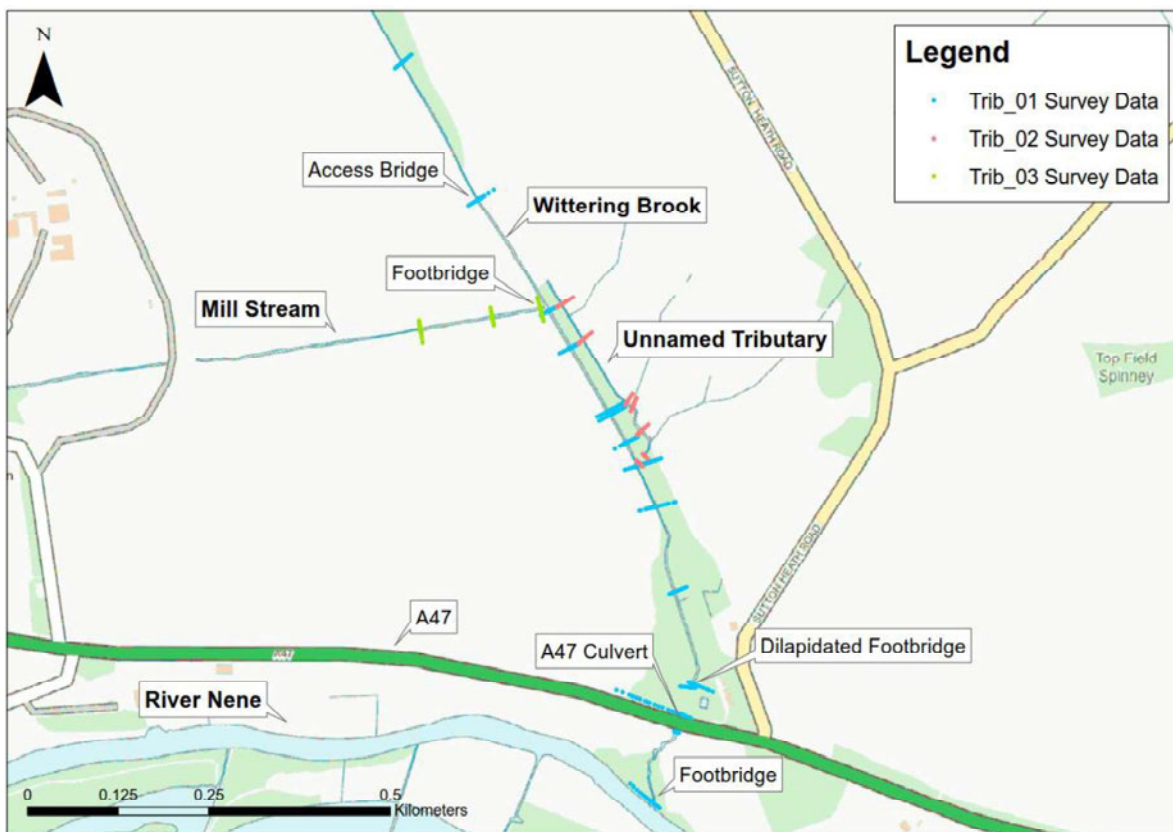 N
Legend
Trib_01 Survey Data
Trib_02 Survey Data
Trib_03 Survey Data
SUTTON HEATH ROAD
Access Bridge
Wittering Brook
Footbridge
Mill Stream
Unnamed Tributary
Top Field
Spinney
SUTTON HEATH ROAD
A47
A47 Culvert
Dilapidated Footbridge
River Nene
Footbridge
0
0.125
0.25
0.5
Kilometers